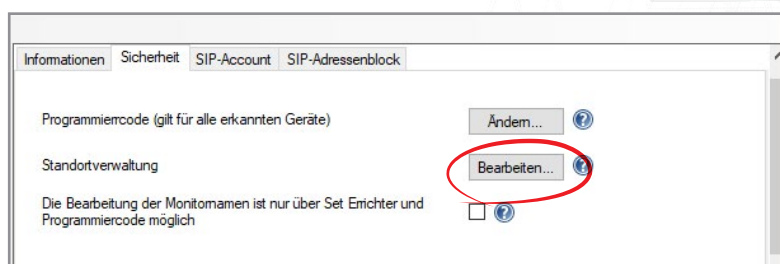 Informationen Sicherheit SIP-Account SIP-Adressenblock
Programmierrcode (gilt für alle erkannten Geräte) Ändern...
Standortverwaltung Bearbeiten...
Die Bearbeitung der Monitornamen ist nur über Set Errichter und
Programmiercode möglich